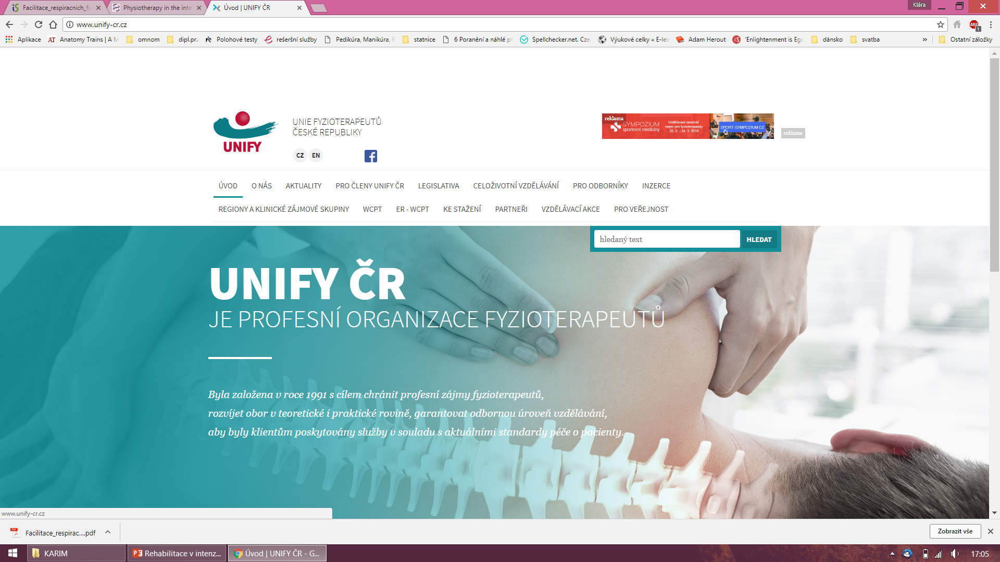 Facilitace_respiracnich_fu
Physiotherapy in the inte
Úvod | UNIFY ČR
Klára
www.unify-cr.cz
ABP
1
Aplikace
AT Anatomy Trains | A M
omnom
dipl.pr.
Polohové testy
rešeršní služby
Pedikúra, Manikúra, F
statnice
6 Poranění a náhlé př
Spellchecker.net. Cze
Výukové celky « E-lea
Adam Herout
'Enlightenment is Ego
dánsko
svatba
»
Ostatní záložky
UNIFY
UNIE FYZIOTERAPEUTŮ
ČESKÉ REPUBLIKY
CZ EN
reklama
SYMPOZIUM
sportovní medicíny
Vzdělávací seminář
nejen pro fyzioterapeuty
22. 3. – 24. 3. 2018
SPORT-SYMPOZIUM.CZ
reklama
ÚVOD O NÁS AKTUALITY PRO ČLENY UNIFY ČR LEGISLATIVA CELOŽIVOTNÍ VZDĚLÁVÁNÍ PRO ODBORNÍKY INZERCE
REGIONY A KLINICKÉ ZÁJMOVÉ SKUPINY WCPT ER - WCPT KE STAŽENÍ PARTNEŘI VZDĚLÁVACÍ AKCE PRO VEŘEJNOST
hledaný text HLEDAT
UNIFY ČR
JE PROFESNÍ ORGANIZACE FYZIOTERAPEUTŮ
Byla založena v roce 1991 s cílem chránit profesní zájmy fyzioterapeutů,
rozvíjet obor v teoretické i praktické rovině, garantovat odbornou úroveň vzdělávání,
aby byly klientům poskytovány služby v souladu s aktuálními standardy péče o pacienty.
www.unify-cr.cz
Facilitace_respirac....pdf
Zobrazit vše
KARIM
Rehabilitace v intenz...
Úvod | UNIFY ČR - G...
17:05